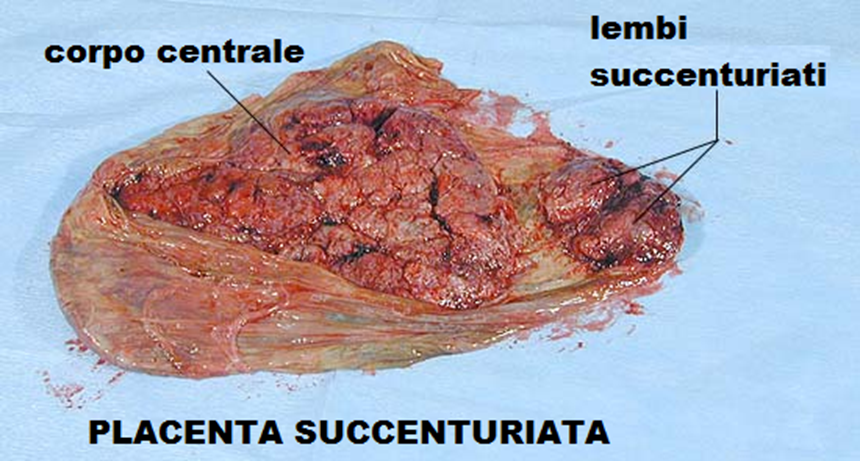 corpo centrale
lembi
succenturiati
PLACENTA SUCCENTURIATA